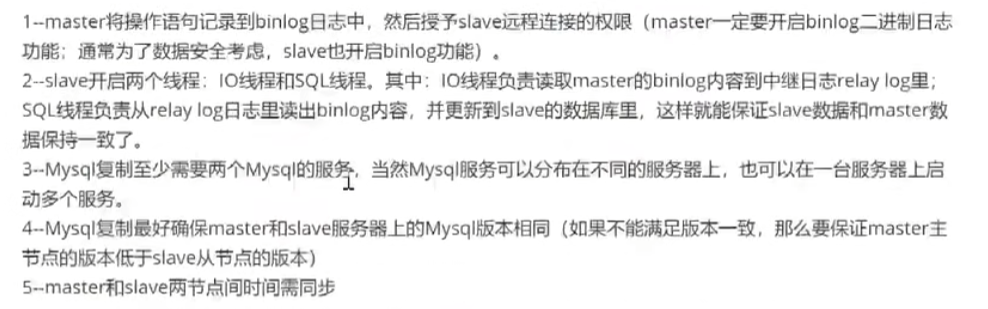 1--master将操作语句记录到binlog日志中，然后授予slave远程连接的权限（master一定要开启binlog二进制日志
功能；通常为了数据安全考虑，slave也开启binlog功能）。
2--slave开启两个线程：IO线程和SQL线程。其中：IO线程负责读取master的binlog内容到中继日志relay log里；
SQL线程负责从relay log日志里读出binlog内容，并更新到slave的数据库里，这样就能保证slave数据和master数
据保持一致了。
3--Mysql复制至少需要两个Mysql的服务，当然Mysql服务可以分布在不同的服务器上，也可以在一台服务器上启
动多个服务。
4--Mysql复制最好确保master和slave服务器上的Mysql版本相同（如果不能满足版本一致，那么要保证master主
节点的版本低于slave从节点的版本）
5--master和slave两节点间时间需同步